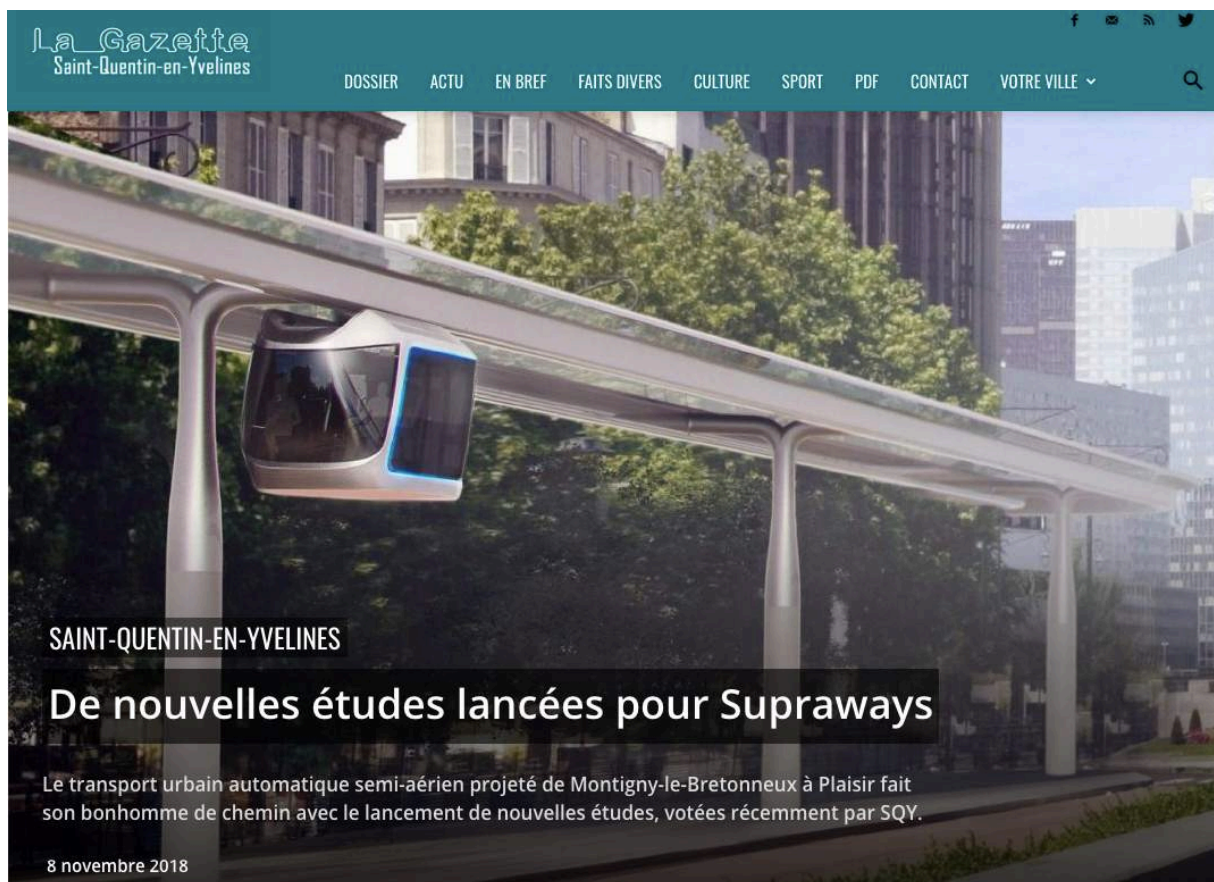 La Gazette
Saint-Quentin-en-Yvelines
DOSSIER ACTU EN BREF FAITS DIVERS CULTURE SPORT PDF CONTACT VOTRE VILLE
SAINT-QUENTIN-EN-YVELINES
De nouvelles études lancées pour Supraways
Le transport urbain automatique semi-aérien projeté de Montigny-le-Bretonneux à Plaisir fait
son bonhomme de chemin avec le lancement de nouvelles études, votées récemment par SQY.
8 novembre 2018